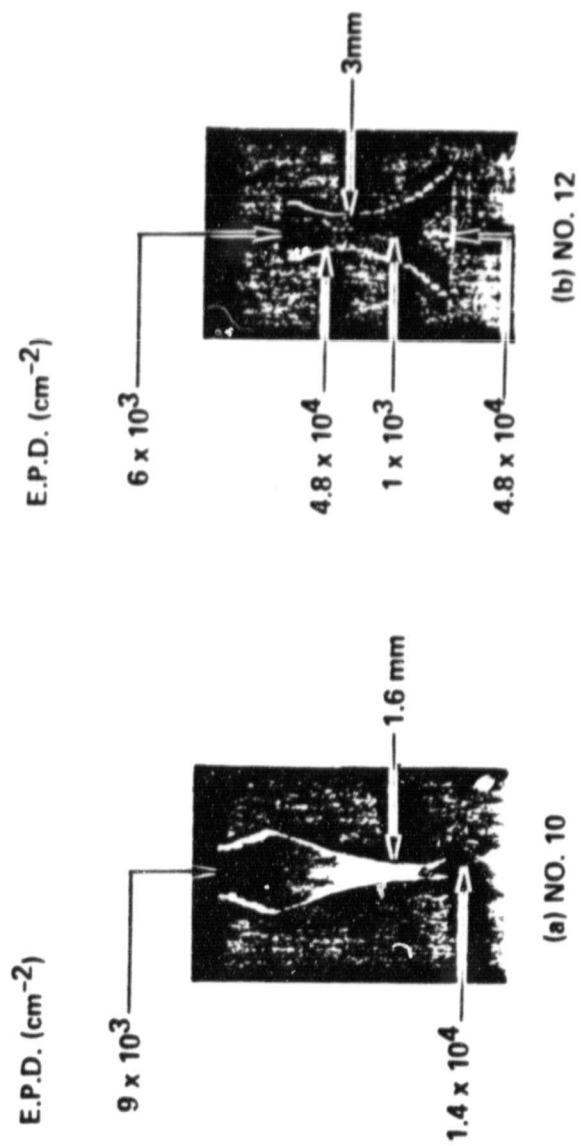 E.P.D. (cm⁻²)
9 x 10³
1.6 mm
1.4 x 10⁴
(a) NO. 10
E.P.D. (cm⁻²)
6 x 10³
3mm
4.8 x 10⁴
1 x 10³
4.8 x 10⁴
(b) NO. 12